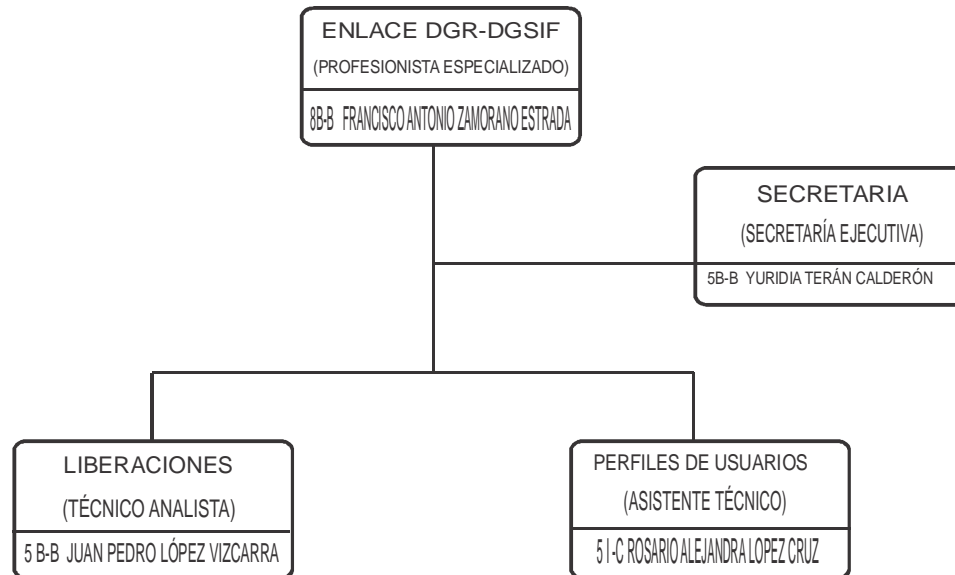 ENLACE DGR-DGSIF
(PROFESIONISTA ESPECIALIZADO)
8B-B FRANCISCO ANTONIO ZAMORANO ESTRADA
SECRETARIA
(SECRETARÍA EJECUTIVA)
5B-B YURIDIA TERÁN CALDERÓN
LIBERACIONES
(TÉCNICO ANALISTA)
5 B-B JUAN PEDRO LÓPEZ VIZCARRA
PERFILES DE USUARIOS
(ASISTENTE TÉCNICO)
5 I -C ROSARIO ALEJANDRA LOPEZ CRUZ